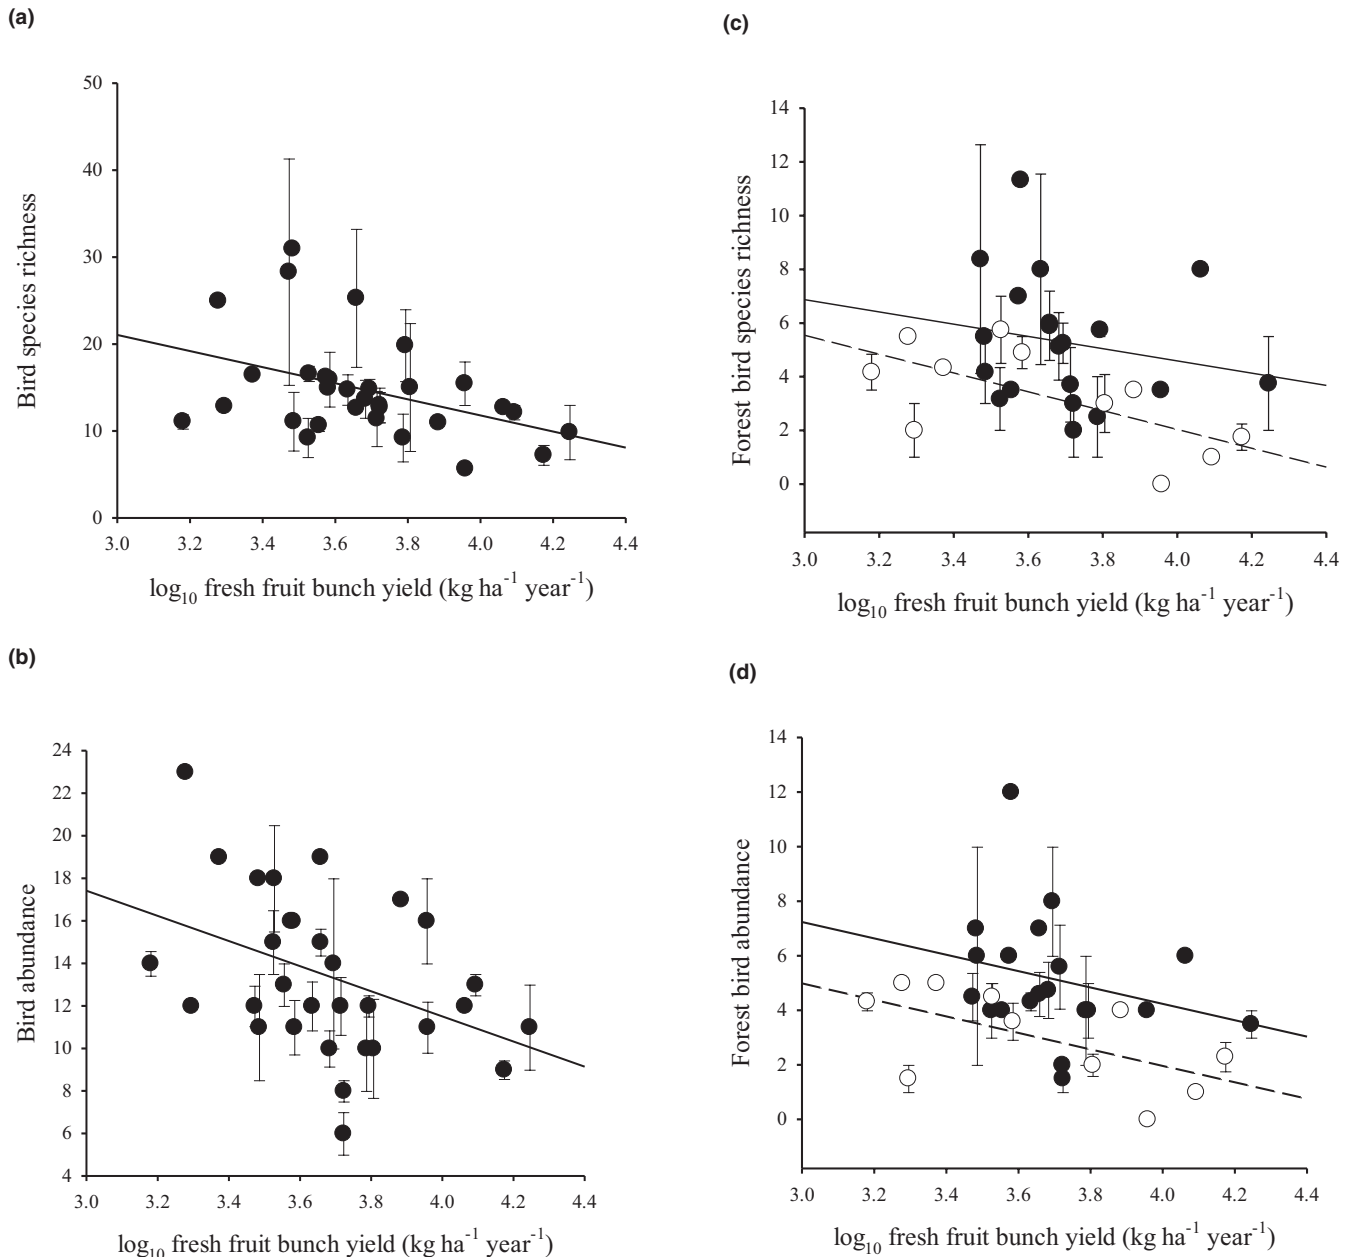 (a)
50
40
30
20
10
0
Bird species richness
3.0 3.2 3.4 3.6 3.8 4.0 4.2 4.4
log10 fresh fruit bunch yield (kg ha-1 year-1)
(b)
24
22
20
18
16
14
12
10
8
6
4
Bird abundance
3.0 3.2 3.4 3.6 3.8 4.0 4.2 4.4
log10 fresh fruit bunch yield (kg ha-1 year-1)
(c)
14
12
10
8
6
4
2
0
Forest bird species richness
3.0 3.2 3.4 3.6 3.8 4.0 4.2 4.4
log10 fresh fruit bunch yield (kg ha-1 year-1)
(d)
14
12
10
8
6
4
2
0
Forest bird abundance
3.0 3.2 3.4 3.6 3.8 4.0 4.2 4.4
log10 fresh fruit bunch yield (kg ha-1 year-1)